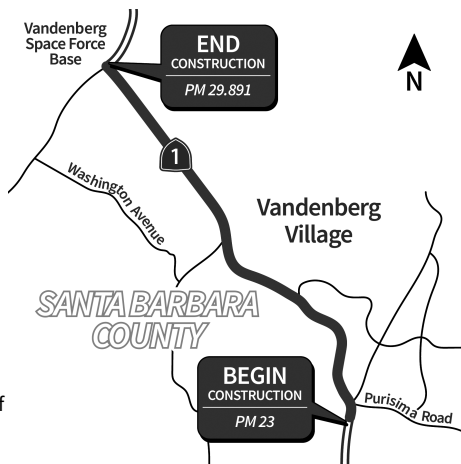 Vandenberg
Space Force
Base
END
CONSTRUCTION
PM 29.891
N
1
Washington Avenue
Vandenberg
Village
SANTA BARBARA
COUNTY
BEGIN
CONSTRUCTION
PM 23
Purisima Road
f